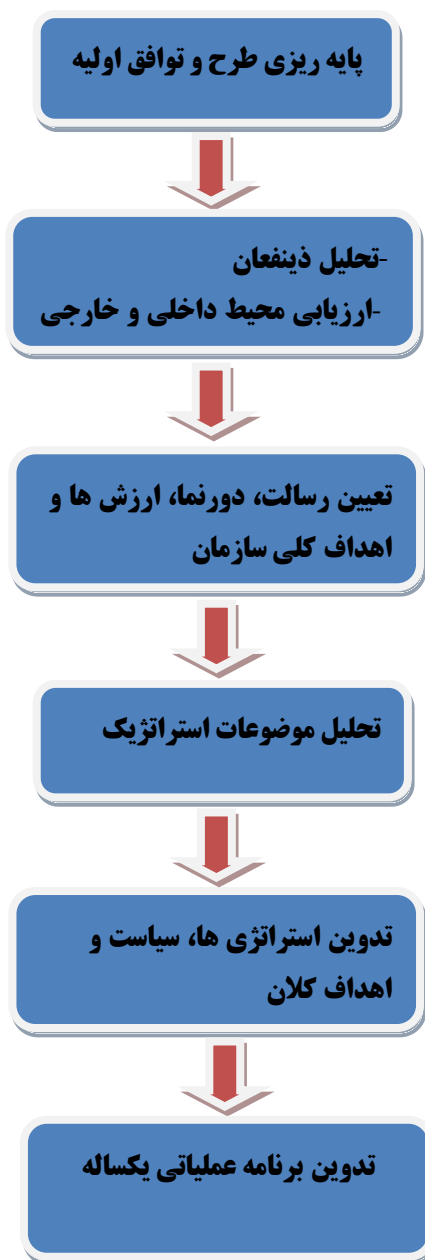 پایه ریزی طرح و توافق اولیه
-تحلیل ذینفعان
-ارزیابی محیط داخلی و خارجی
تعیین رسالت، دورنما، ارزش ها و
اهداف کلی سازمان
تحلیل موضوعات استراتژیک
تدوین استراتژی ها، سیاست و
اهداف کلان
تدوین برنامه عملیاتی یکساله